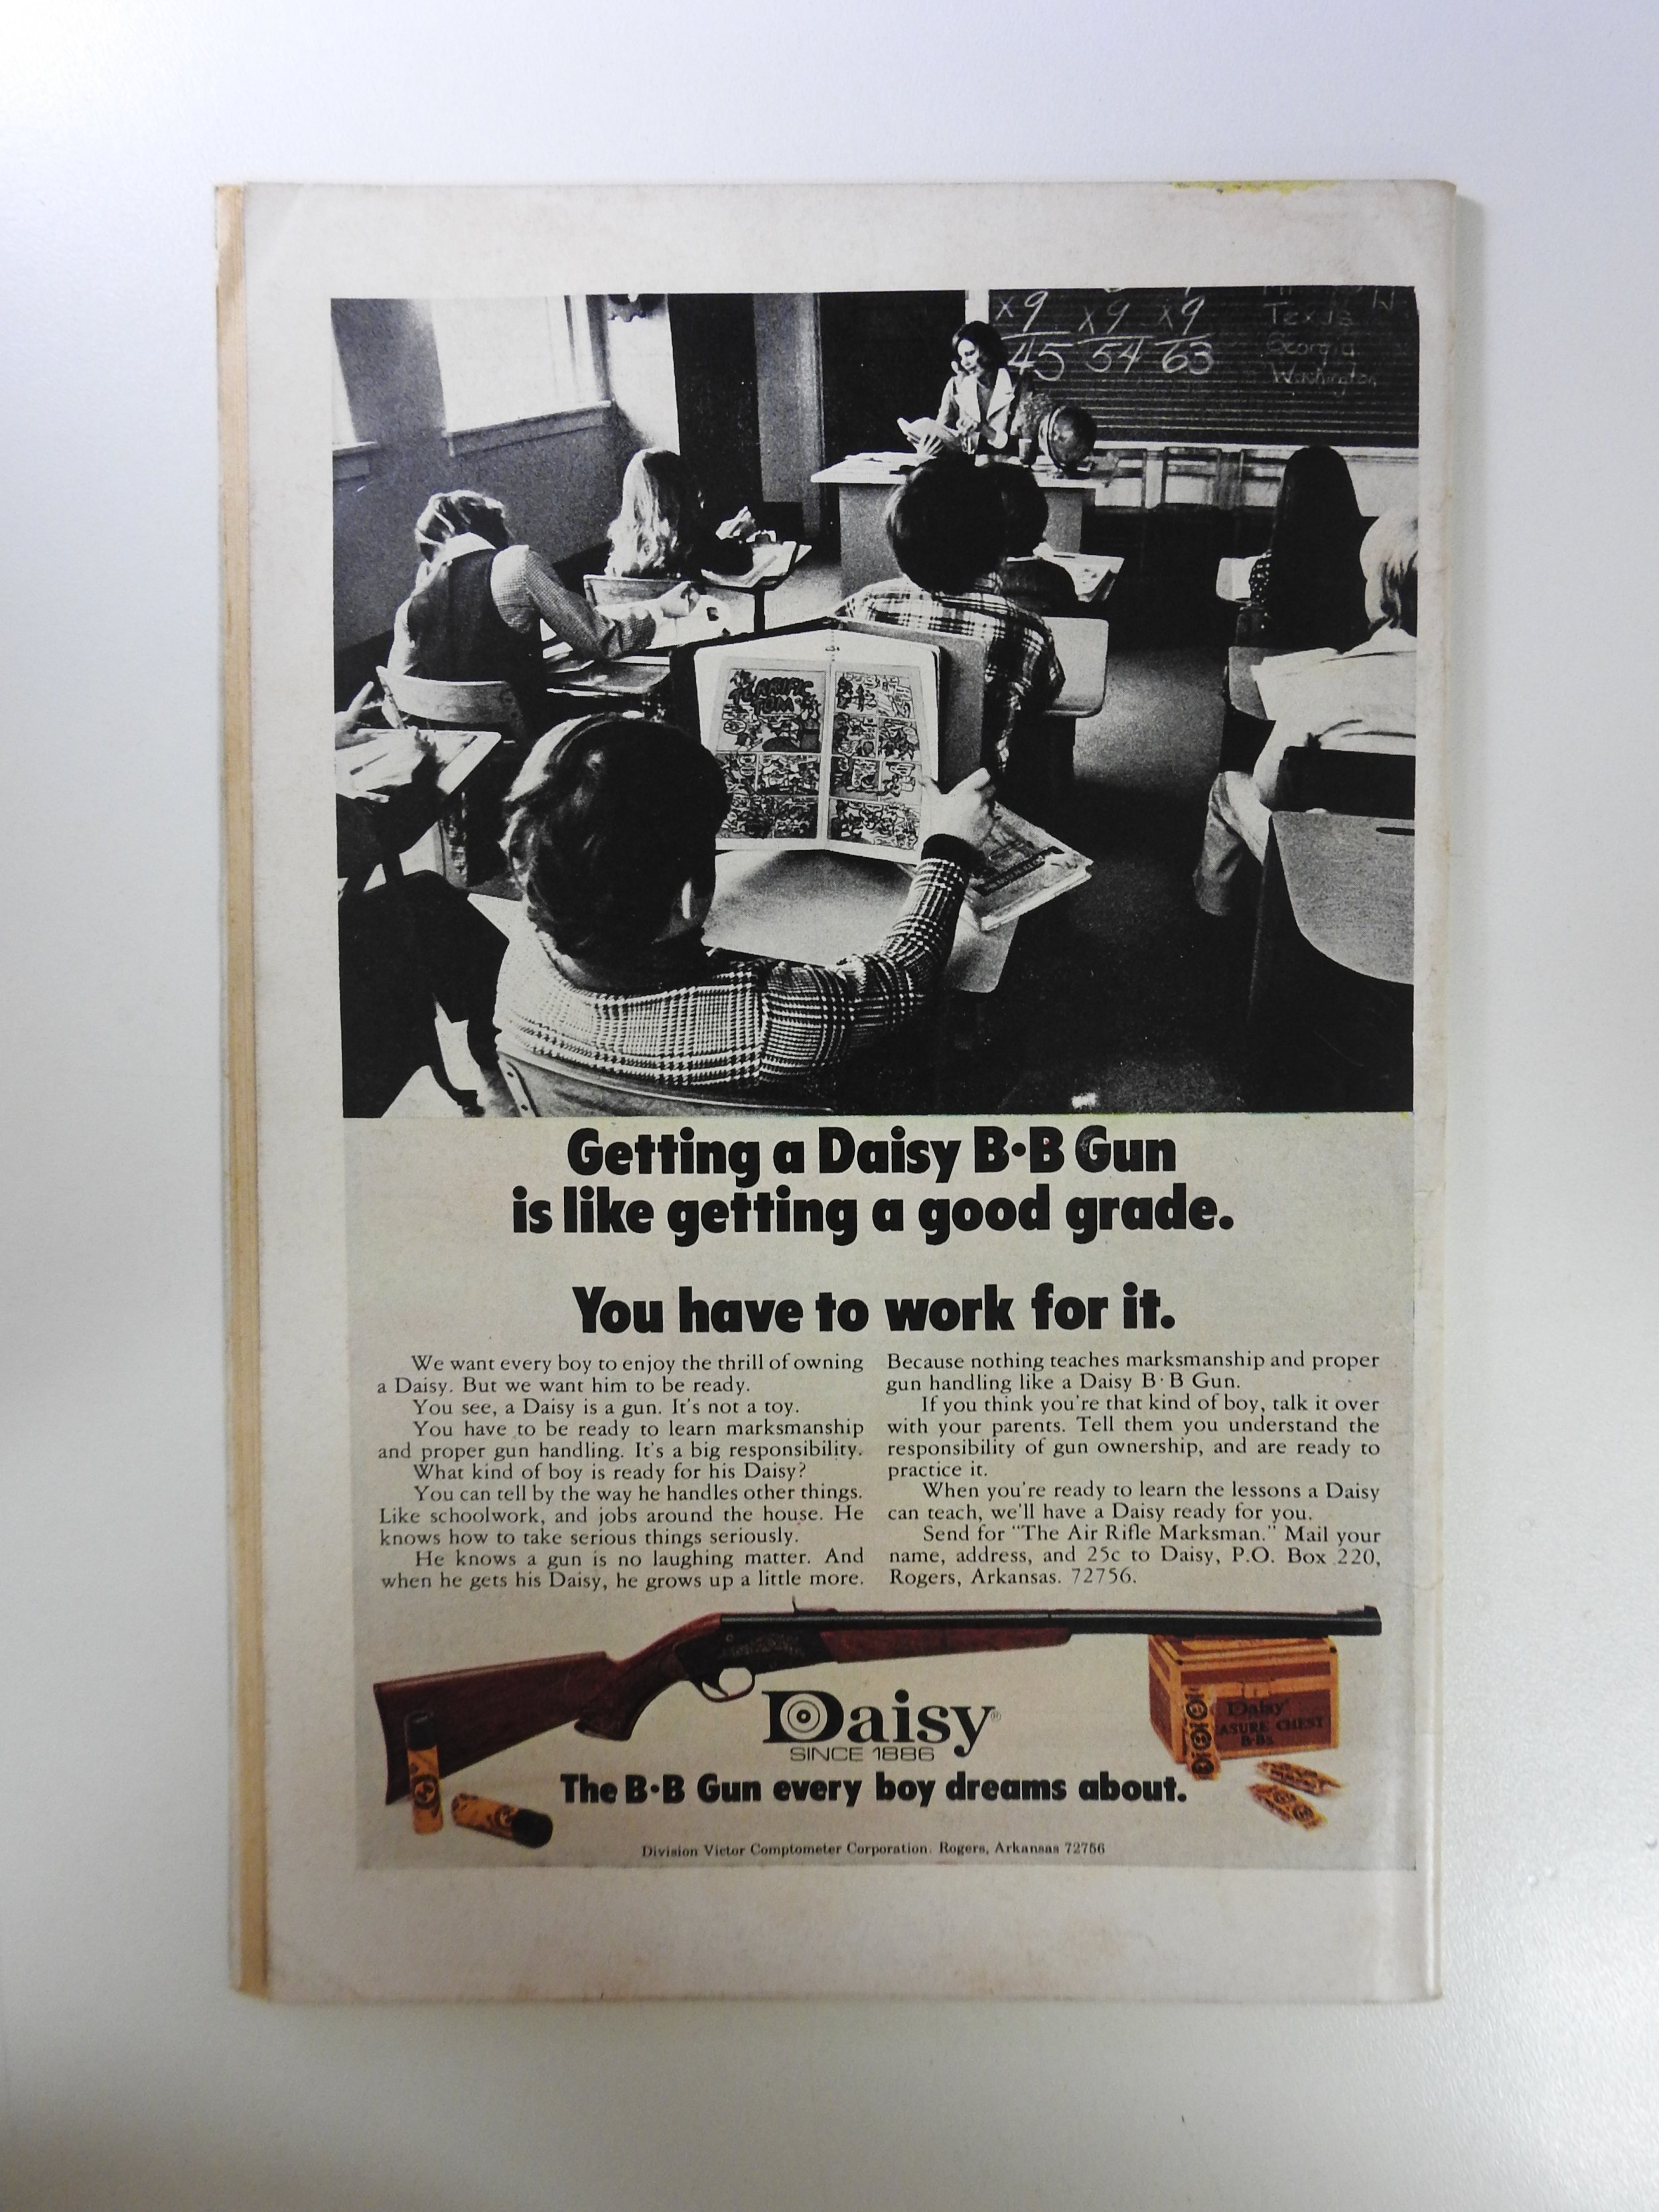 x9 x9 x9
45 54 63
Texas
Georgia
Washington
TERRIFIC
TOM
Getting a Daisy B·B Gun
is like getting a good grade.
You have to work for it.
We want every boy to enjoy the thrill of owning
a Daisy. But we want him to be ready.
You see, a Daisy is a gun. It's not a toy.
You have to be ready to learn marksmanship
and proper gun handling. It's a big responsibility.
What kind of boy is ready for his Daisy?
You can tell by the way he handles other things.
Like schoolwork, and jobs around the house. He
knows how to take serious things seriously.
He knows a gun is no laughing matter. And
when he gets his Daisy, he grows up a little more.
Because nothing teaches marksmanship and proper
gun handling like a Daisy B·B Gun.
If you think you're that kind of boy, talk it over
with your parents. Tell them you understand the
responsibility of gun ownership, and are ready to
practice it.
When you're ready to learn the lessons a Daisy
can teach, we'll have a Daisy ready for you.
Send for "The Air Rifle Marksman." Mail your
name, address, and 25c to Daisy, P.O. Box 220,
Rogers, Arkansas. 72756.
Daisy®
SINCE 1886
Daisy
ASURE CHEST
B·Bs
The B·B Gun every boy dreams about.
Division Victor Comptometer Corporation. Rogers, Arkansas 72756